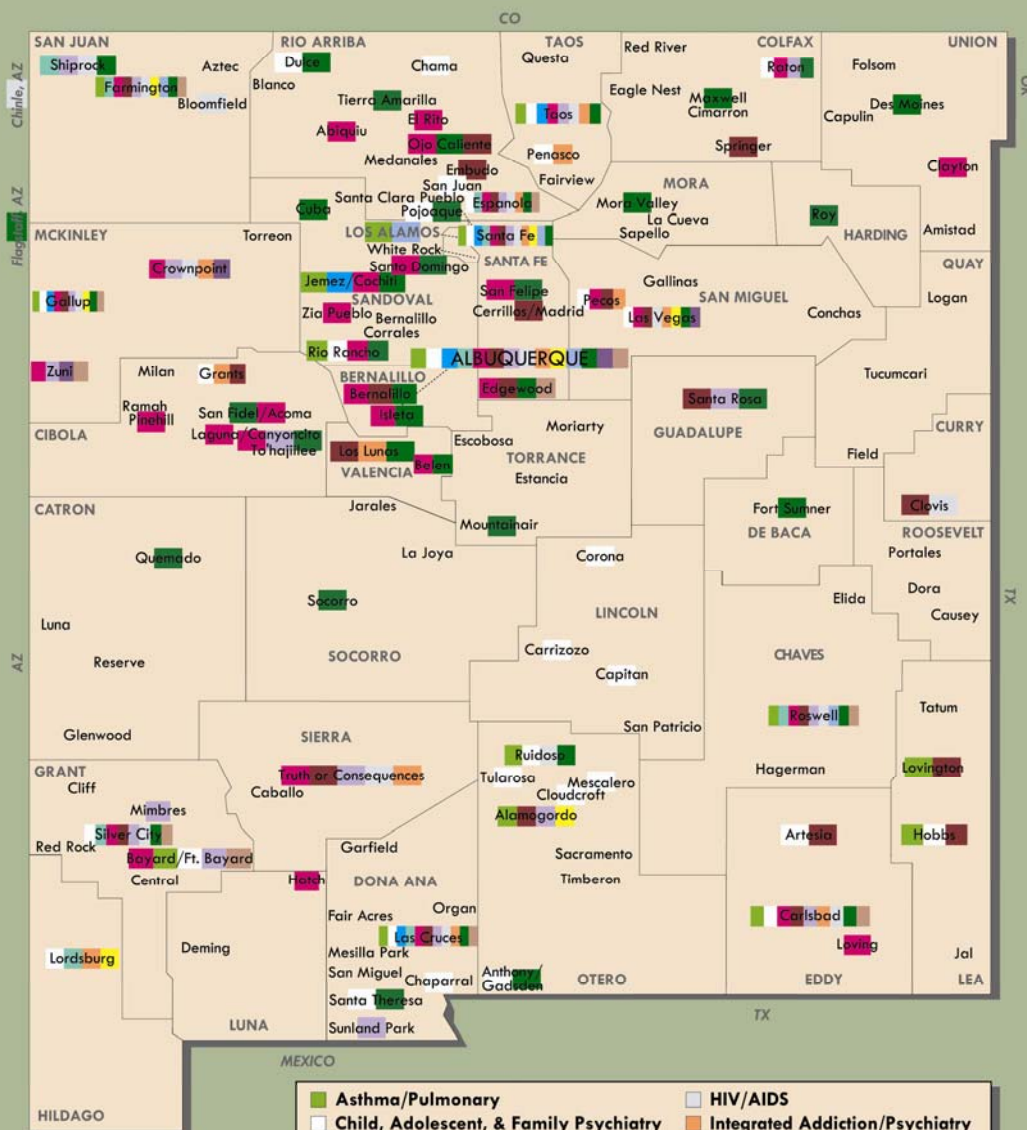 CO
SAN JUAN
RIO ARRIBA
TAOS
COLFAX
UNION
Shiprock
Aztec
Dulce
Chama
Questa
Red River
Raton
Folsom
Farmington
Bloomfield
Blanco
Chinle, AZ
Tierra Amarilla
El Rito
Abiquiu
Ojo Caliente
Medanales
Embudo
San Juan
Taos
Penasco
Fairview
Eagle Nest
Maxwell
Cimarron
Springer
Des Moines
Capulin
Clayton
Flagstaff, AZ
Cuba
Santa Clara Pueblo
Pojoaque
Espanola
MORA
Mora Valley
La Cueva
Sapello
Roy
HARDING
Amistad
MCKINLEY
Torreon
LOS ALAMOS
White Rock
Santa Fe
SANTA FE
QUAY
Crownpoint
Santo Domingo
Jemez/Cochiti
SANDOVAL
San Felipe
Gallinas
Pecos
SAN MIGUEL
Logan
Gallup
Zia Pueblo
Bernalillo
Corrales
Cerrillos/Madrid
Las Vegas
Conchas
Rio Rancho
ALBUQUERQUE
Zuni
Milan
Grants
BERNALILLO
Bernalillo
Edgewood
Tucumcari
Ramah
Pinehill
San Fidel/Acoma
Isleta
Santa Rosa
CIBOLA
Laguna/Canyoncito
To'hajillee
Escobosa
Moriarty
GUADALUPE
CURRY
Los Lunas
VALENCIA
Belen
TORRANCE
Estancia
Field
CATRON
Jarales
Mountainair
Fort Sumner
DE BACA
Clovis
ROOSEVELT
Portales
Quemado
La Joya
Corona
Socorro
Elida
Dora
Causey
TX
Luna
LINCOLN
Reserve
SOCORRO
Carrizozo
CHAVES
AZ
Capitan
Glenwood
SIERRA
San Patricio
Roswell
Tatum
GRANT
Cliff
Truth or Consequences
Caballo
Ruidoso
Tularosa
Mescalero
Cloudcroft
Hagerman
Lovington
Mimbres
Silver City
Alamogordo
Artesia
Hobbs
Red Rock
Bayard/Ft. Bayard
Central
Garfield
Sacramento
Timberon
Hatch
DONA ANA
Fair Acres
Organ
Carlsbad
Loving
Lordsburg
Deming
Las Cruces
Mesilla Park
San Miguel
Chaparral
Anthony/
Gadsden
OTERO
EDDY
Jal
LEA
Santa Theresa
Sunland Park
LUNA
TX
MEXICO
HILDAGO
Asthma/Pulmonary
HIV/AIDS
Child, Adolescent, & Family Psychiatry
Integrated Addiction/Psychiatry